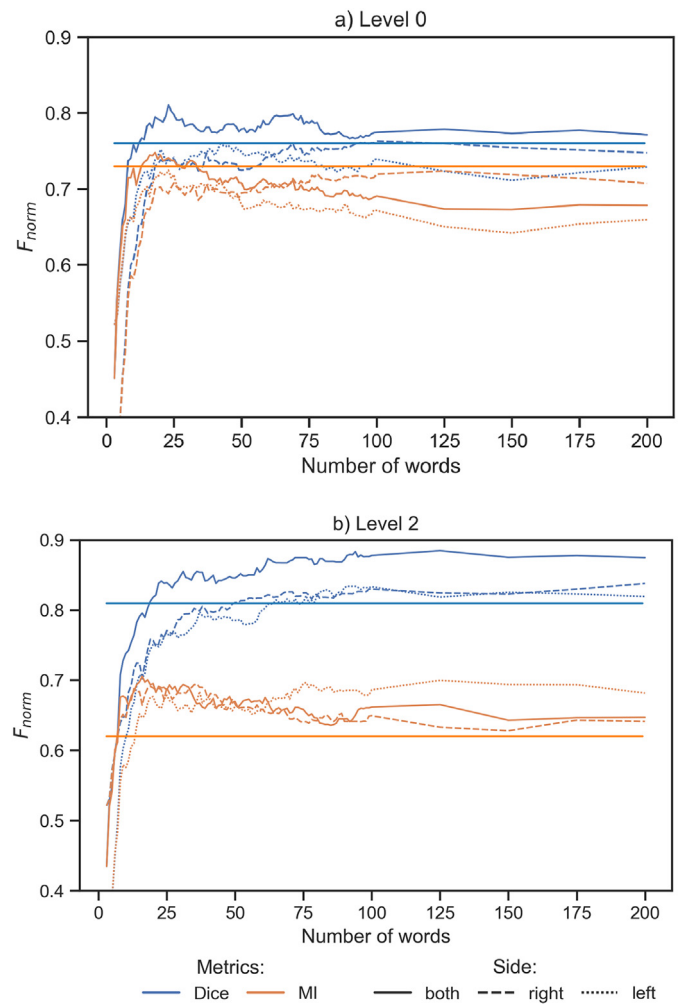 a) Level 0
0.9
0.8
0.7
0.6
0.5
0.4
F norm
0 25 50 75 100 125 150 175 200
Number of words
b) Level 2
0.9
0.8
0.7
0.6
0.5
0.4
F norm
0 25 50 75 100 125 150 175 200
Number of words
Metrics: Side:
Dice MI both right left